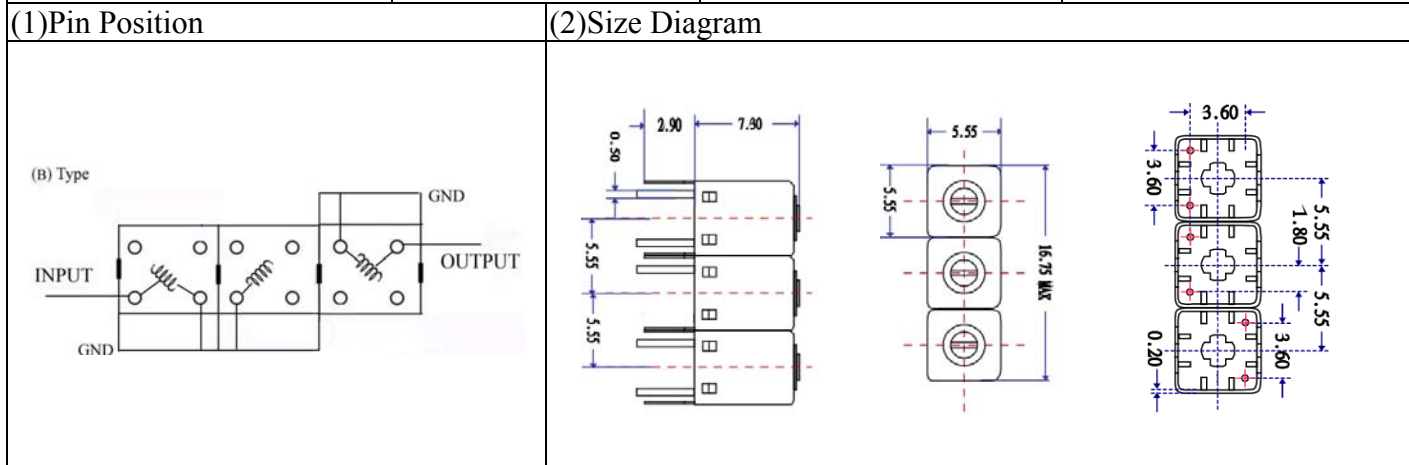 (1)Pin Position
(2)Size Diagram
(B) Type
GND
INPUT
OUTPUT
GND
2.90
7.30
0.50
5.55
5.55
5.55
5.55
16.75 MAX
3.60
3.60
5.55
1.80
5.55
3.60
0.20